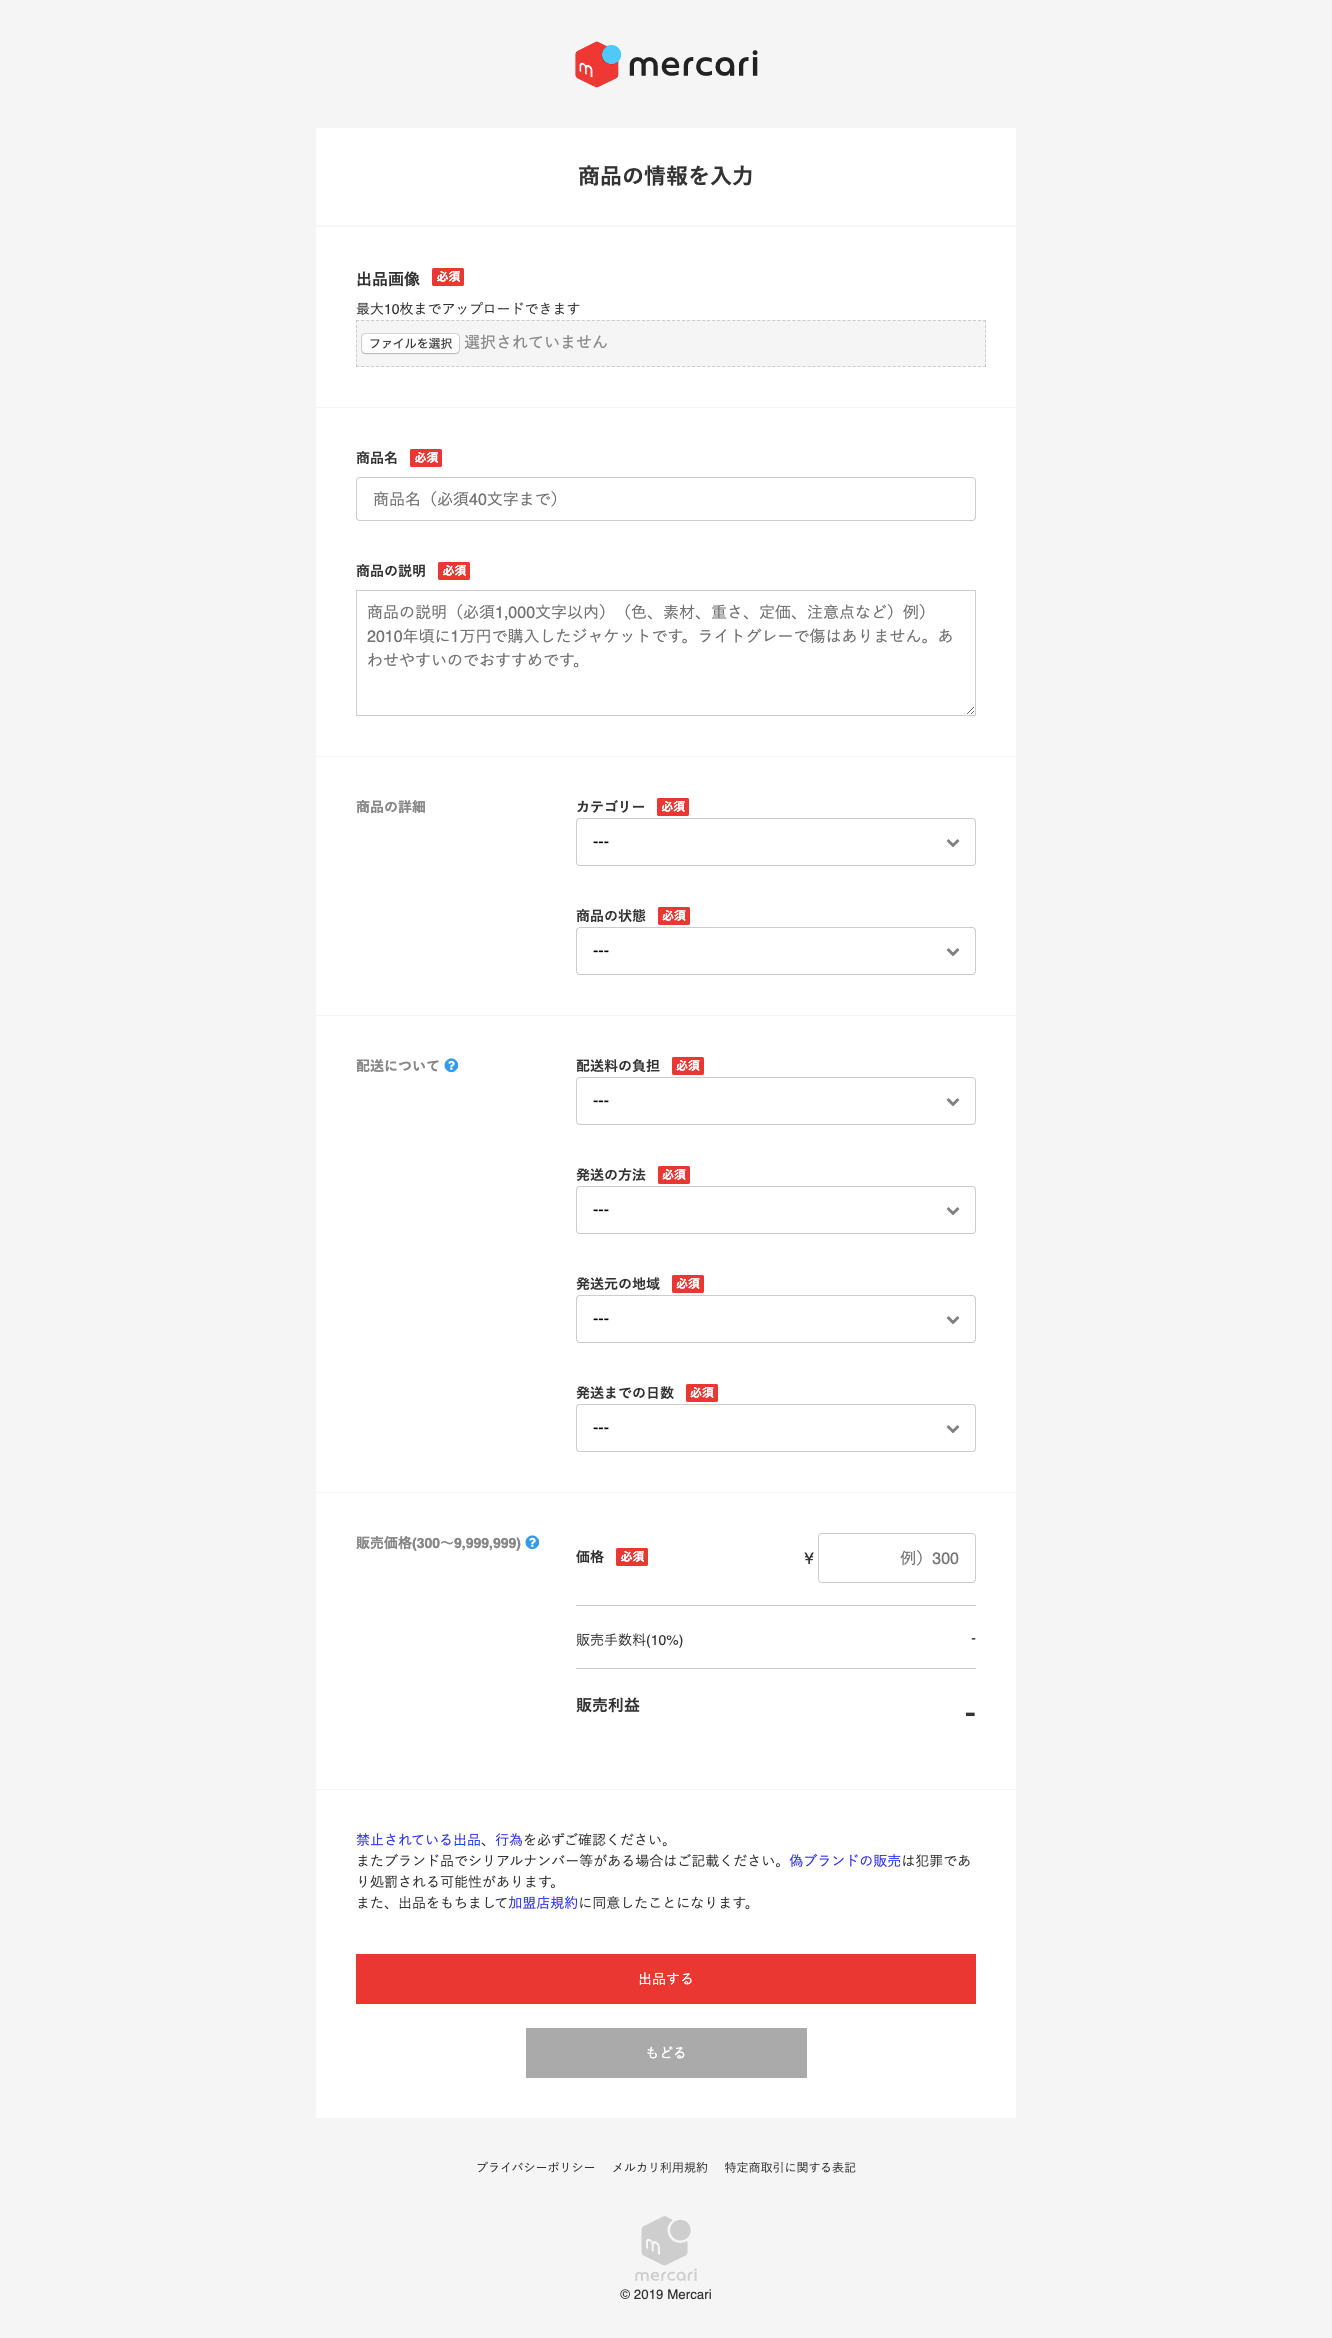 m mercari
商品の情報を入力
出品画像 必須
最大10枚までアップロードできます
ファイルを選択 選択されていません
商品名 必須
商品名（必須40文字まで）
商品の説明 必須
商品の説明（必須1,000文字以内）（色、素材、重さ、定価、注意点など）例）
2010年頃に1万円で購入したジャケットです。ライトグレーで傷はありません。あ
わせやすいのでおすすめです。
商品の詳細
カテゴリー 必須
---
商品の状態 必須
---
配送について ?
配送料の負担 必須
---
発送の方法 必須
---
発送元の地域 必須
---
発送までの日数 必須
---
販売価格(300〜9,999,999) ?
価格 必須 ¥ 例）300
販売手数料(10%) -
販売利益 -
禁止されている出品、行為を必ずご確認ください。
またブランド品でシリアルナンバー等がある場合はご記載ください。偽ブランドの販売は犯罪であ
り処罰される可能性があります。
また、出品をもちまして加盟店規約に同意したことになります。
出品する
もどる
プライバシーポリシー メルカリ利用規約 特定商取引に関する表記
m
mercari
© 2019 Mercari